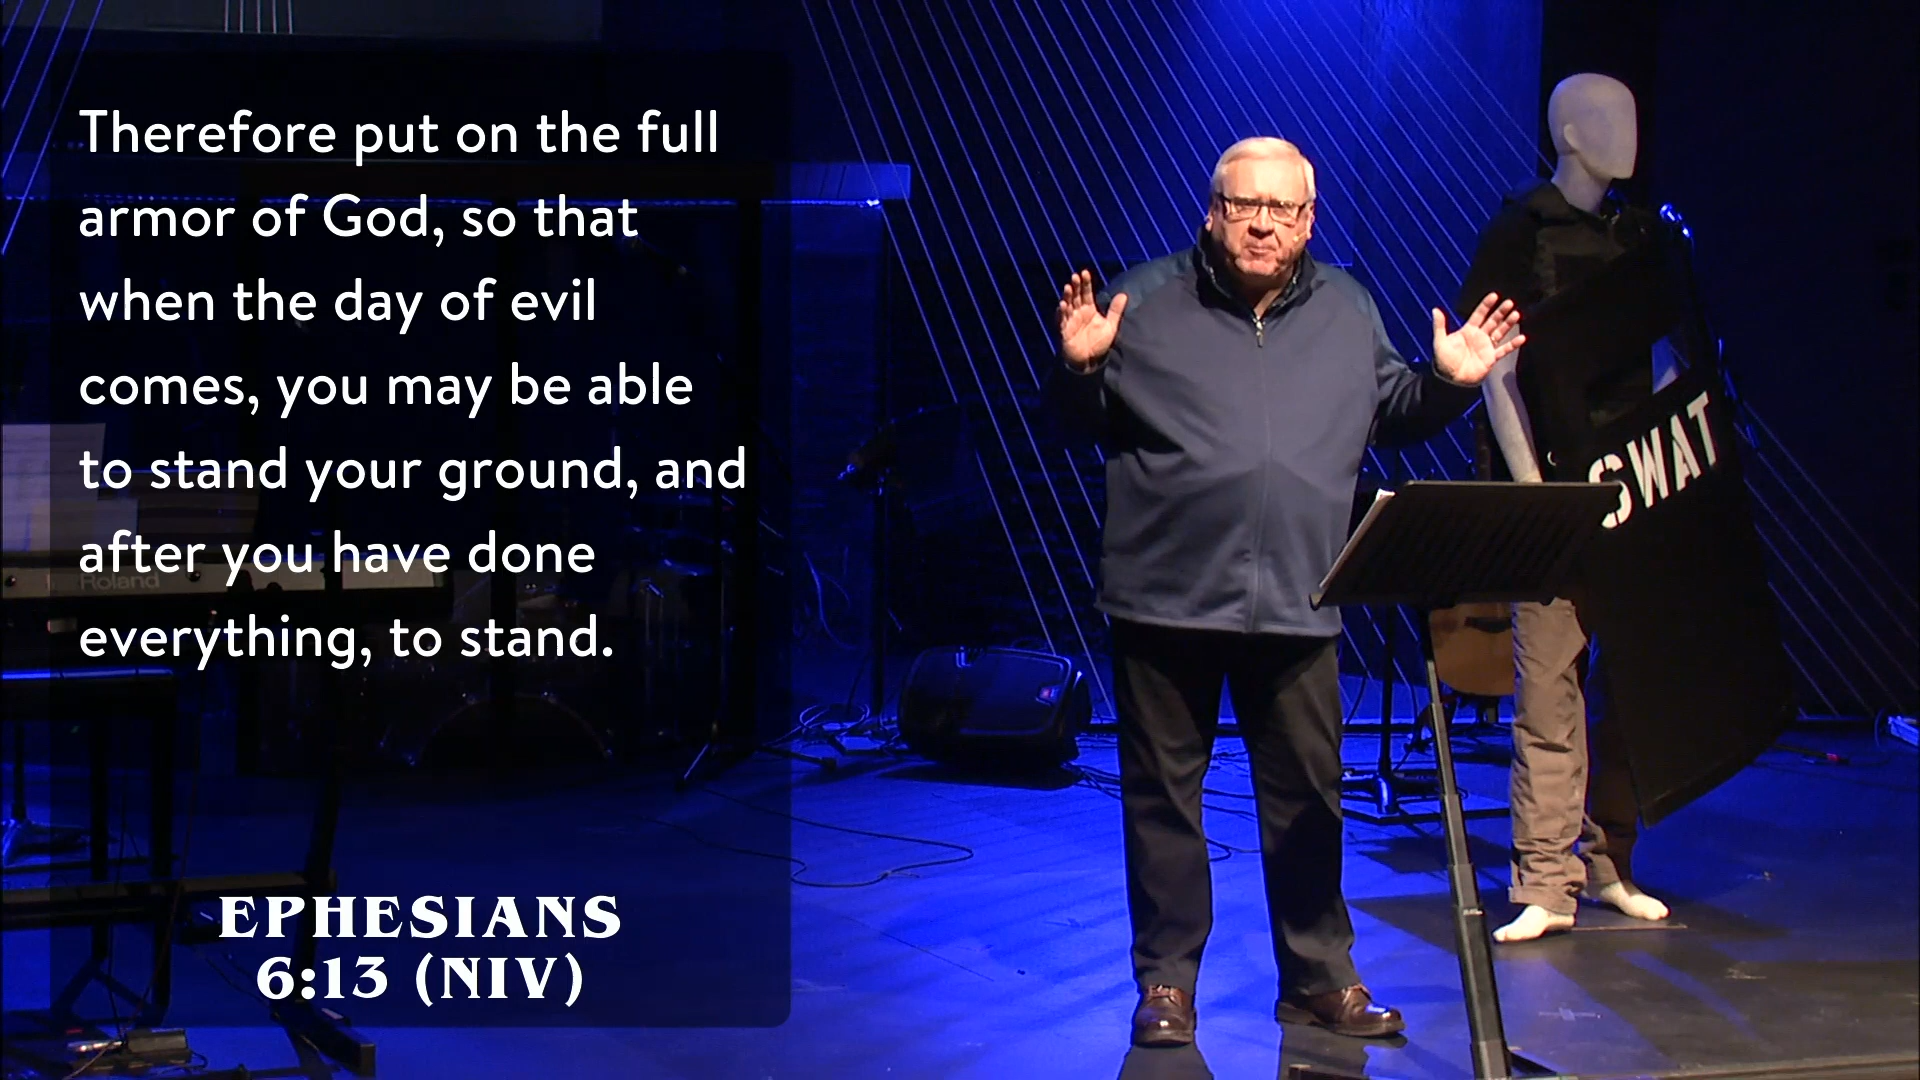 Therefore put on the full
armor of God, so that
when the day of evil
comes, you may be able
to stand your ground, and
after you have done
everything, to stand.
EPHESIANS
6:13 (NIV)
Roland
SWAT